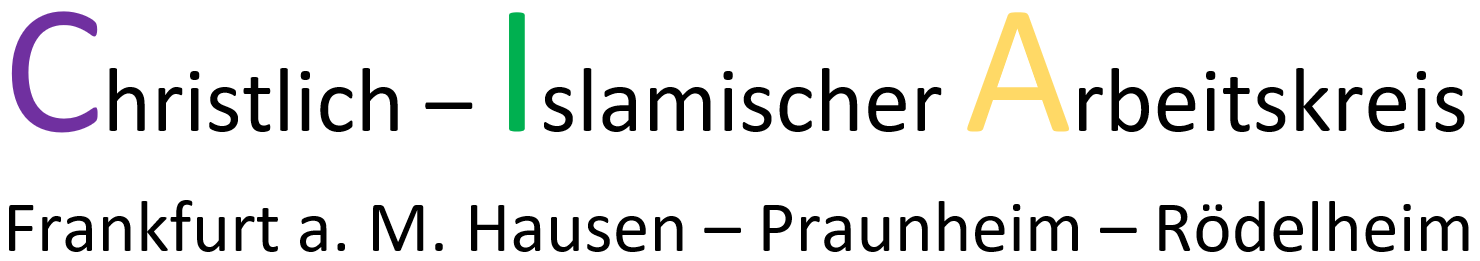 Christlich – Islamischer Arbeitskreis
Frankfurt a. M. Hausen – Praunheim – Rödelheim